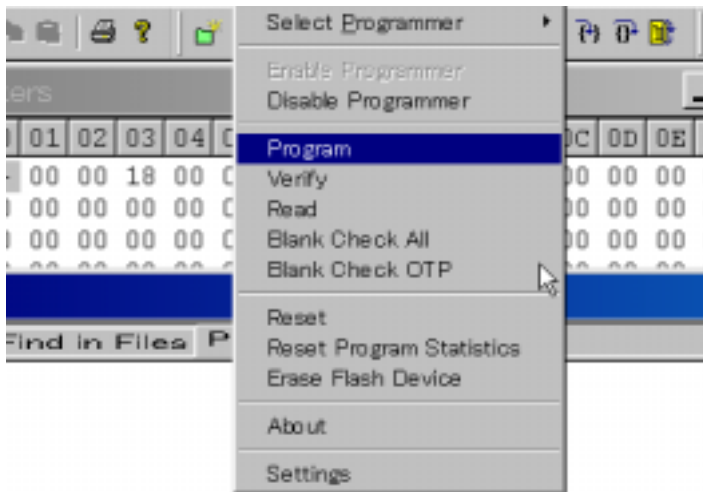 Select Programmer
Enable Programmer
Disable Programmer
ers
01 02 03 04 0C 0D 0E
Program
00 00 18 00 00 00 00
Verify
00 00 00 00 00 00 00
Read
00 00 00 00 00 00 00
Blank Check All
Blank Check OTP
Reset
Find in Files P
Reset Program Statistics
Erase Flash Device
About
Settings